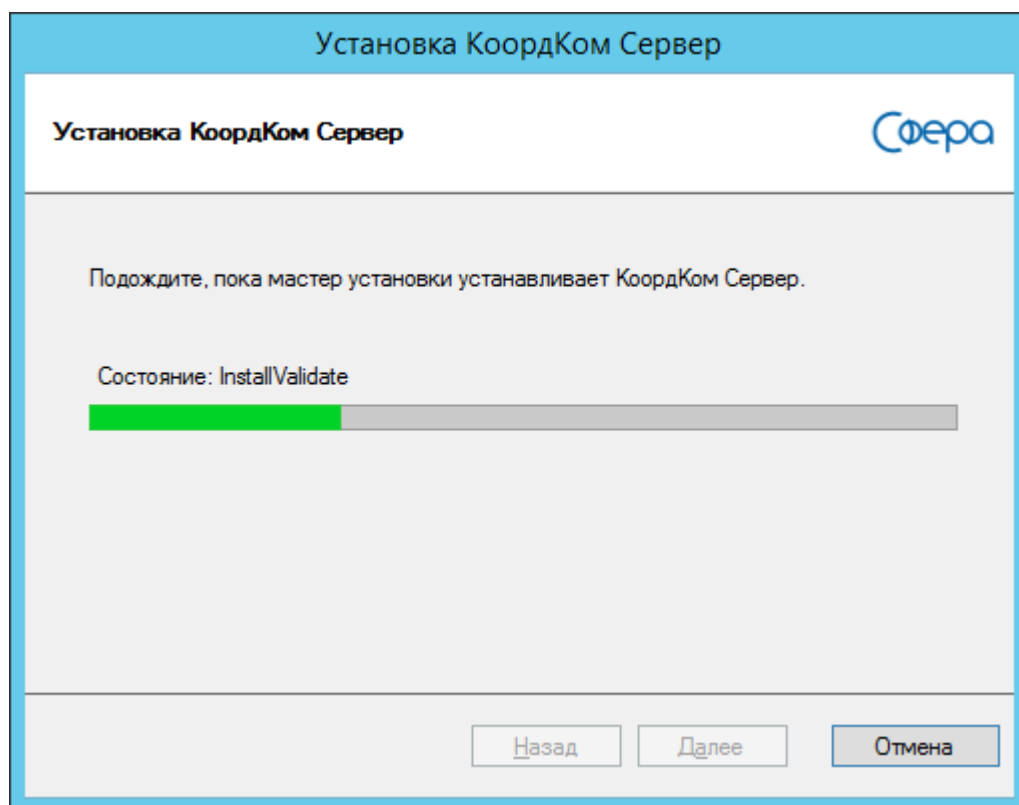 Установка КоордКом Сервер
Установка КоордКом Сервер
Сфера
Подождите, пока мастер установки устанавливает КоордКом Сервер.
Состояние: InstallValidate
Назад Далее Отмена